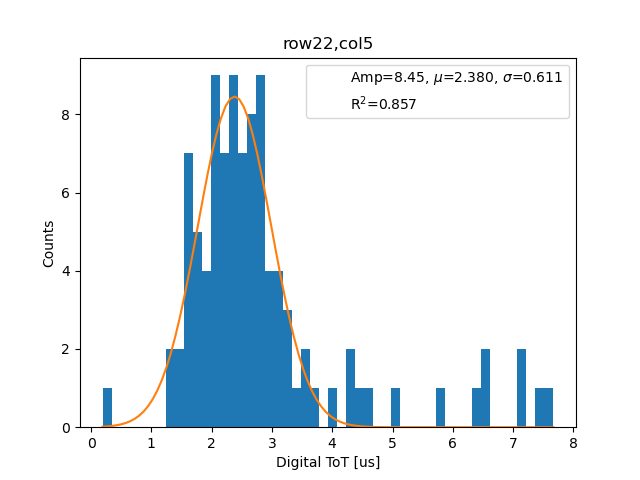 row22,col5
Amp=8.45, μ=2.380, σ=0.611
R²=0.857
Counts
8
6
4
2
0
0 1 2 3 4 5 6 7 8
Digital ToT [us]